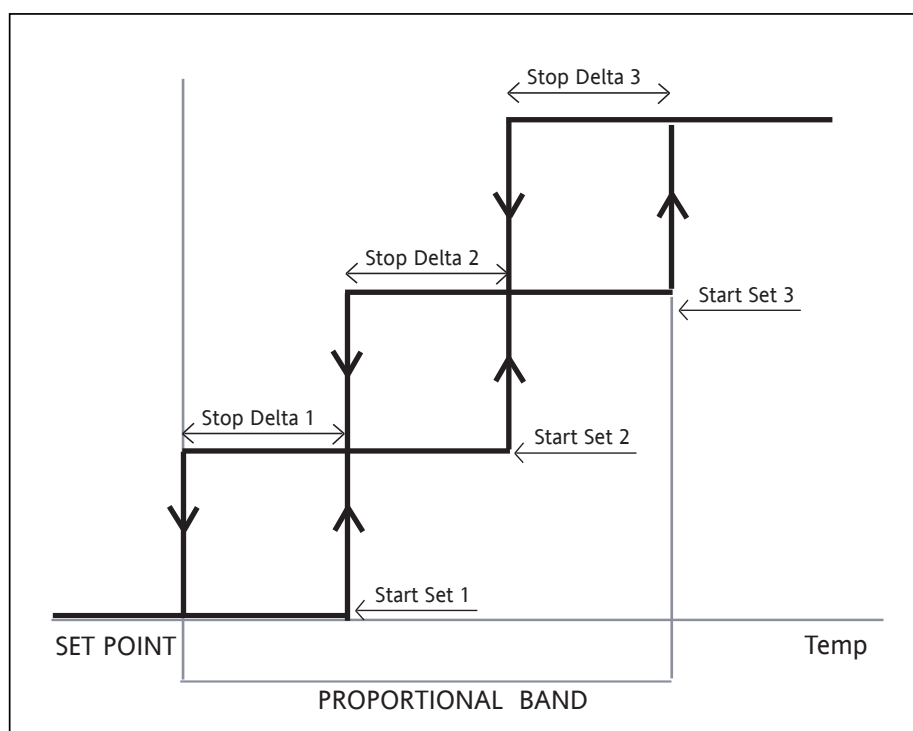 Stop Delta 3
Stop Delta 2
Start Set 3
Stop Delta 1
Start Set 2
Start Set 1
SET POINT
Temp
PROPORTIONAL BAND